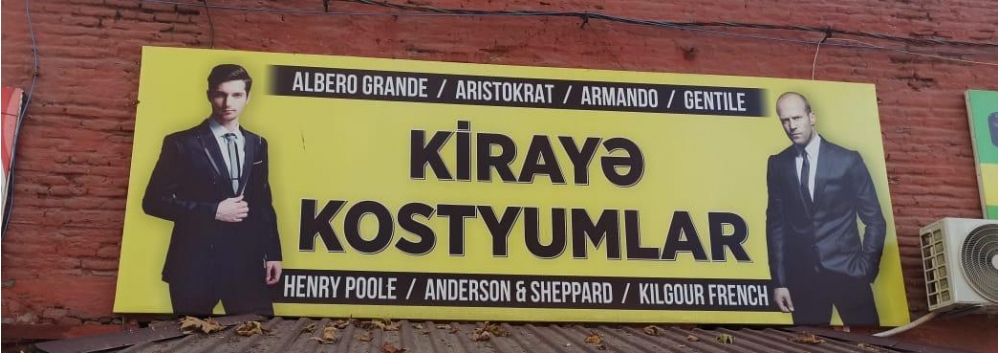 ALBERO GRANDE / ARISTOKRAT / ARMANDO / GENTILE
KİRAYƏ
KOSTYUMLAR
HENRY POOLE / ANDERSON & SHEPPARD / KILGOUR FRENCH